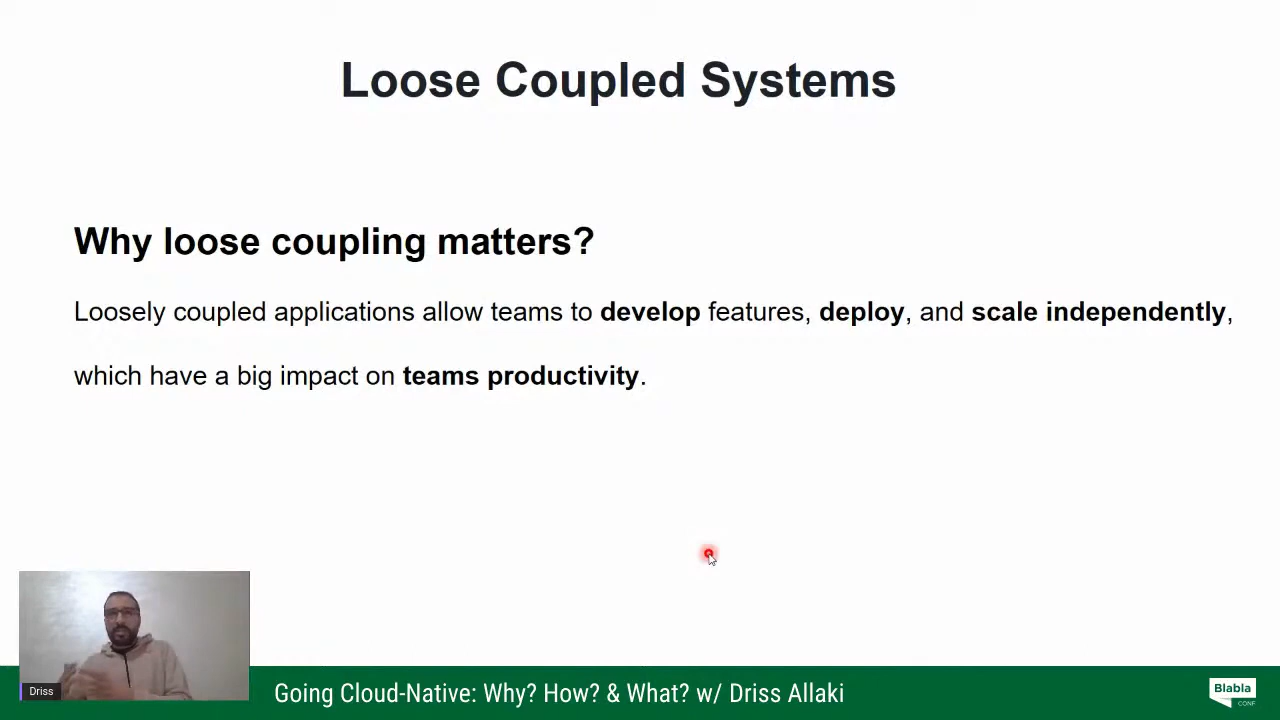 Loose Coupled Systems
Why loose coupling matters?
Loosely coupled applications allow teams to develop features, deploy, and scale independently,
which have a big impact on teams productivity.
Driss
Going Cloud-Native: Why? How? & What? w/ Driss Allaki
Blabla
CONF